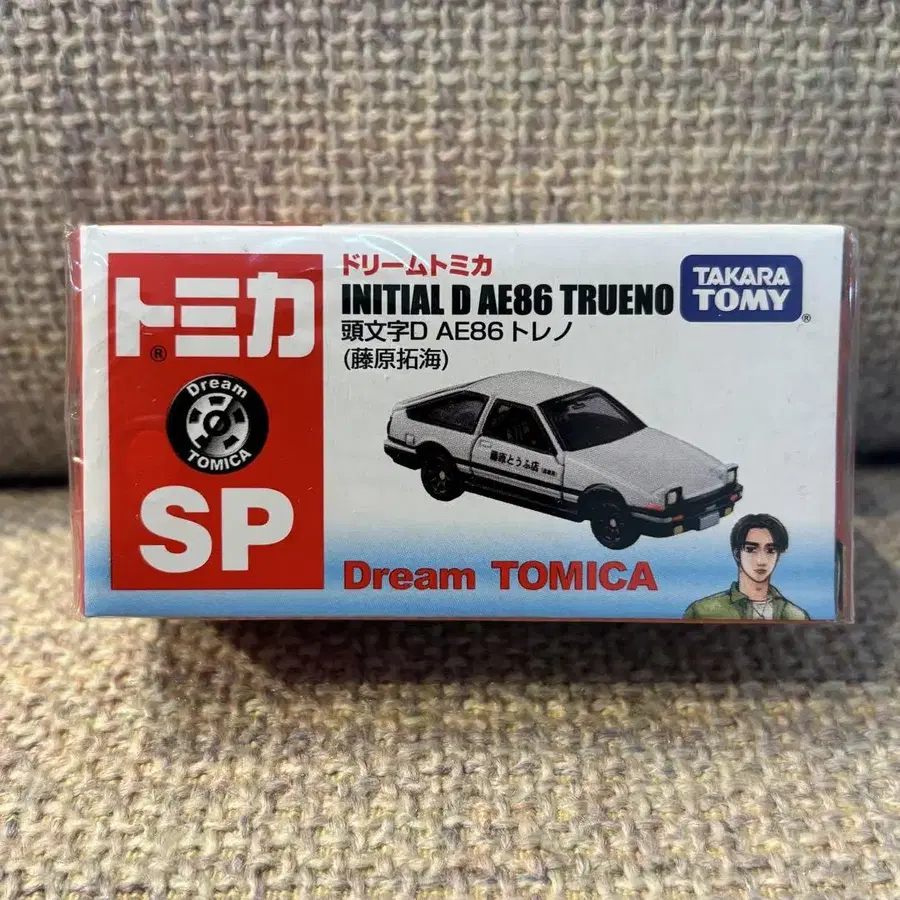 トミカ
®
Dream
TOMICA
SP
ドリームトミカ
INITIAL D AE86 TRUENO
頭文字D AE86 トレノ
(藤原拓海)
TAKARA
TOMY
®
藤原とうふ店
Dream TOMICA